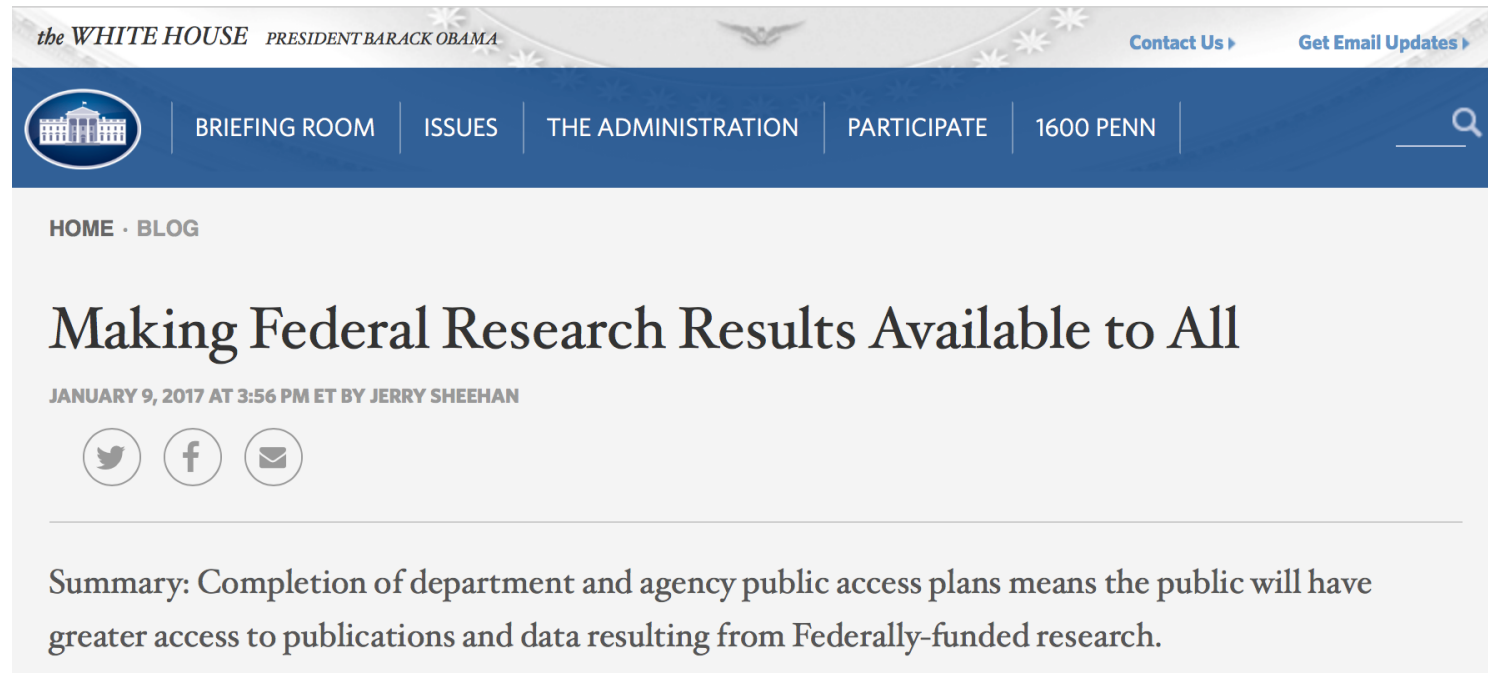 the WHITE HOUSE PRESIDENT BARACK OBAMA
Contact Us
Get Email Updates
BRIEFING ROOM
ISSUES
THE ADMINISTRATION
PARTICIPATE
1600 PENN
HOME · BLOG
Making Federal Research Results Available to All
JANUARY 9, 2017 AT 3:56 PM ET BY JERRY SHEEHAN
Summary: Completion of department and agency public access plans means the public will have
greater access to publications and data resulting from Federally-funded research.